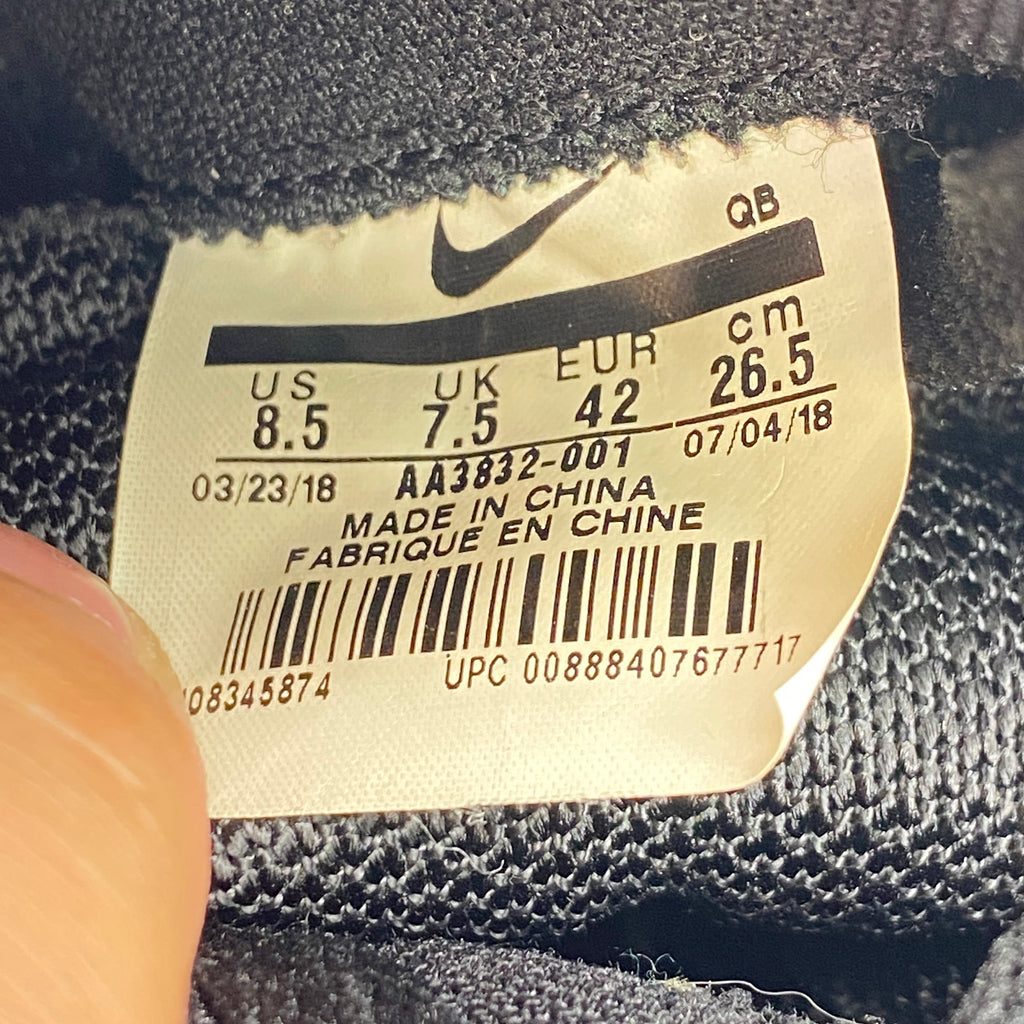 QB
US UK EUR cm
8.5 7.5 42 26.5
03/23/18 AA3832-001 07/04/18
MADE IN CHINA
FABRIQUE EN CHINE
08345874 UPC 00888407677717